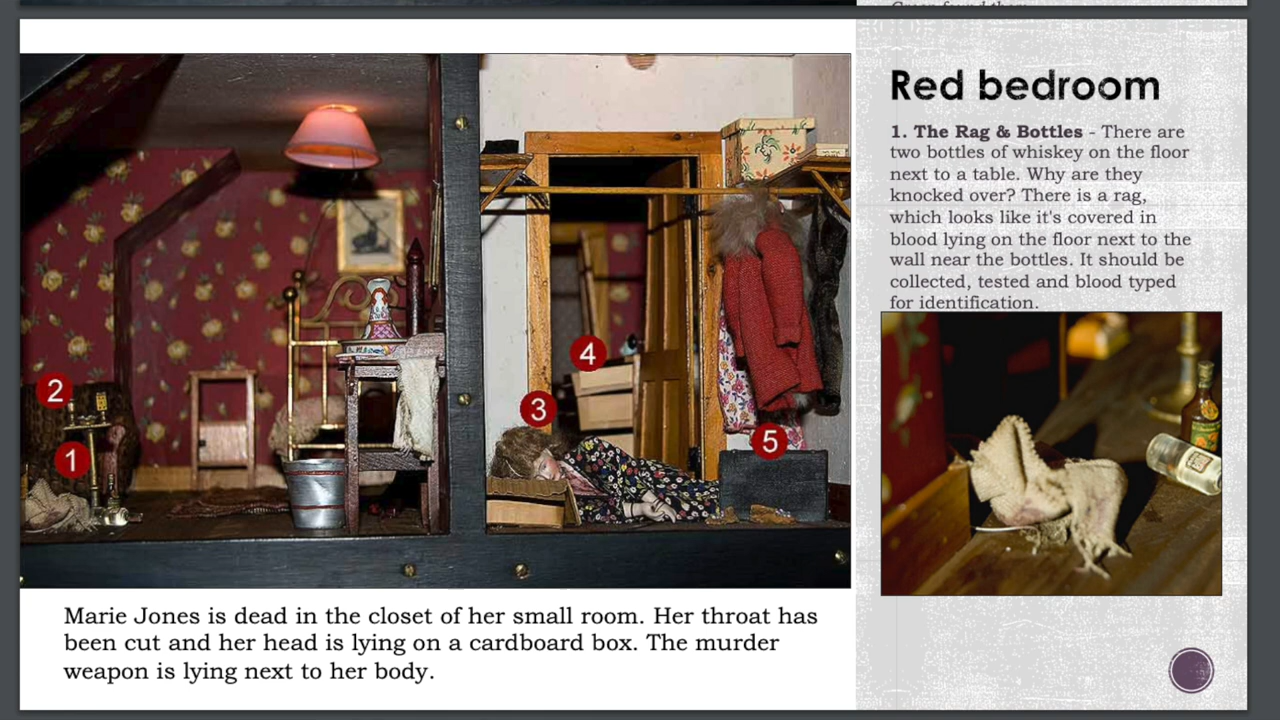 Red bedroom
1. The Rag & Bottles - There are
two bottles of whiskey on the floor
next to a table. Why are they
knocked over? There is a rag,
which looks like it's covered in
blood lying on the floor next to the
wall near the bottles. It should be
collected, tested and blood typed
for identification.
2
1
3
4
5
Marie Jones is dead in the closet of her small room. Her throat has
been cut and her head is lying on a cardboard box. The murder
weapon is lying next to her body.